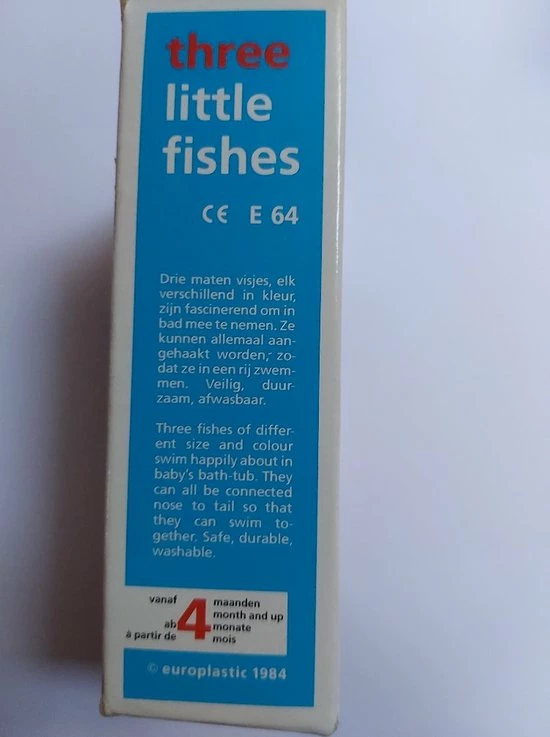 three
little
fishes
CE E 64
Drie maten visjes, elk
verschillend in kleur,
zijn fascinerend om in
bad mee te nemen. Ze
kunnen allemaal aan-
gehaakt worden, zo-
dat ze in een rij zwem-
men. Veilig, duur-
zaam, afwasbaar.
Three fishes of differ-
ent size and colour
swim happily about in
baby's bath-tub. They
can all be connected
nose to tail so that
they can swim to-
gether. Safe, durable,
washable.
vanaf 4 maanden
month and up
ab monate
à partir de mois
© europlastic 1984